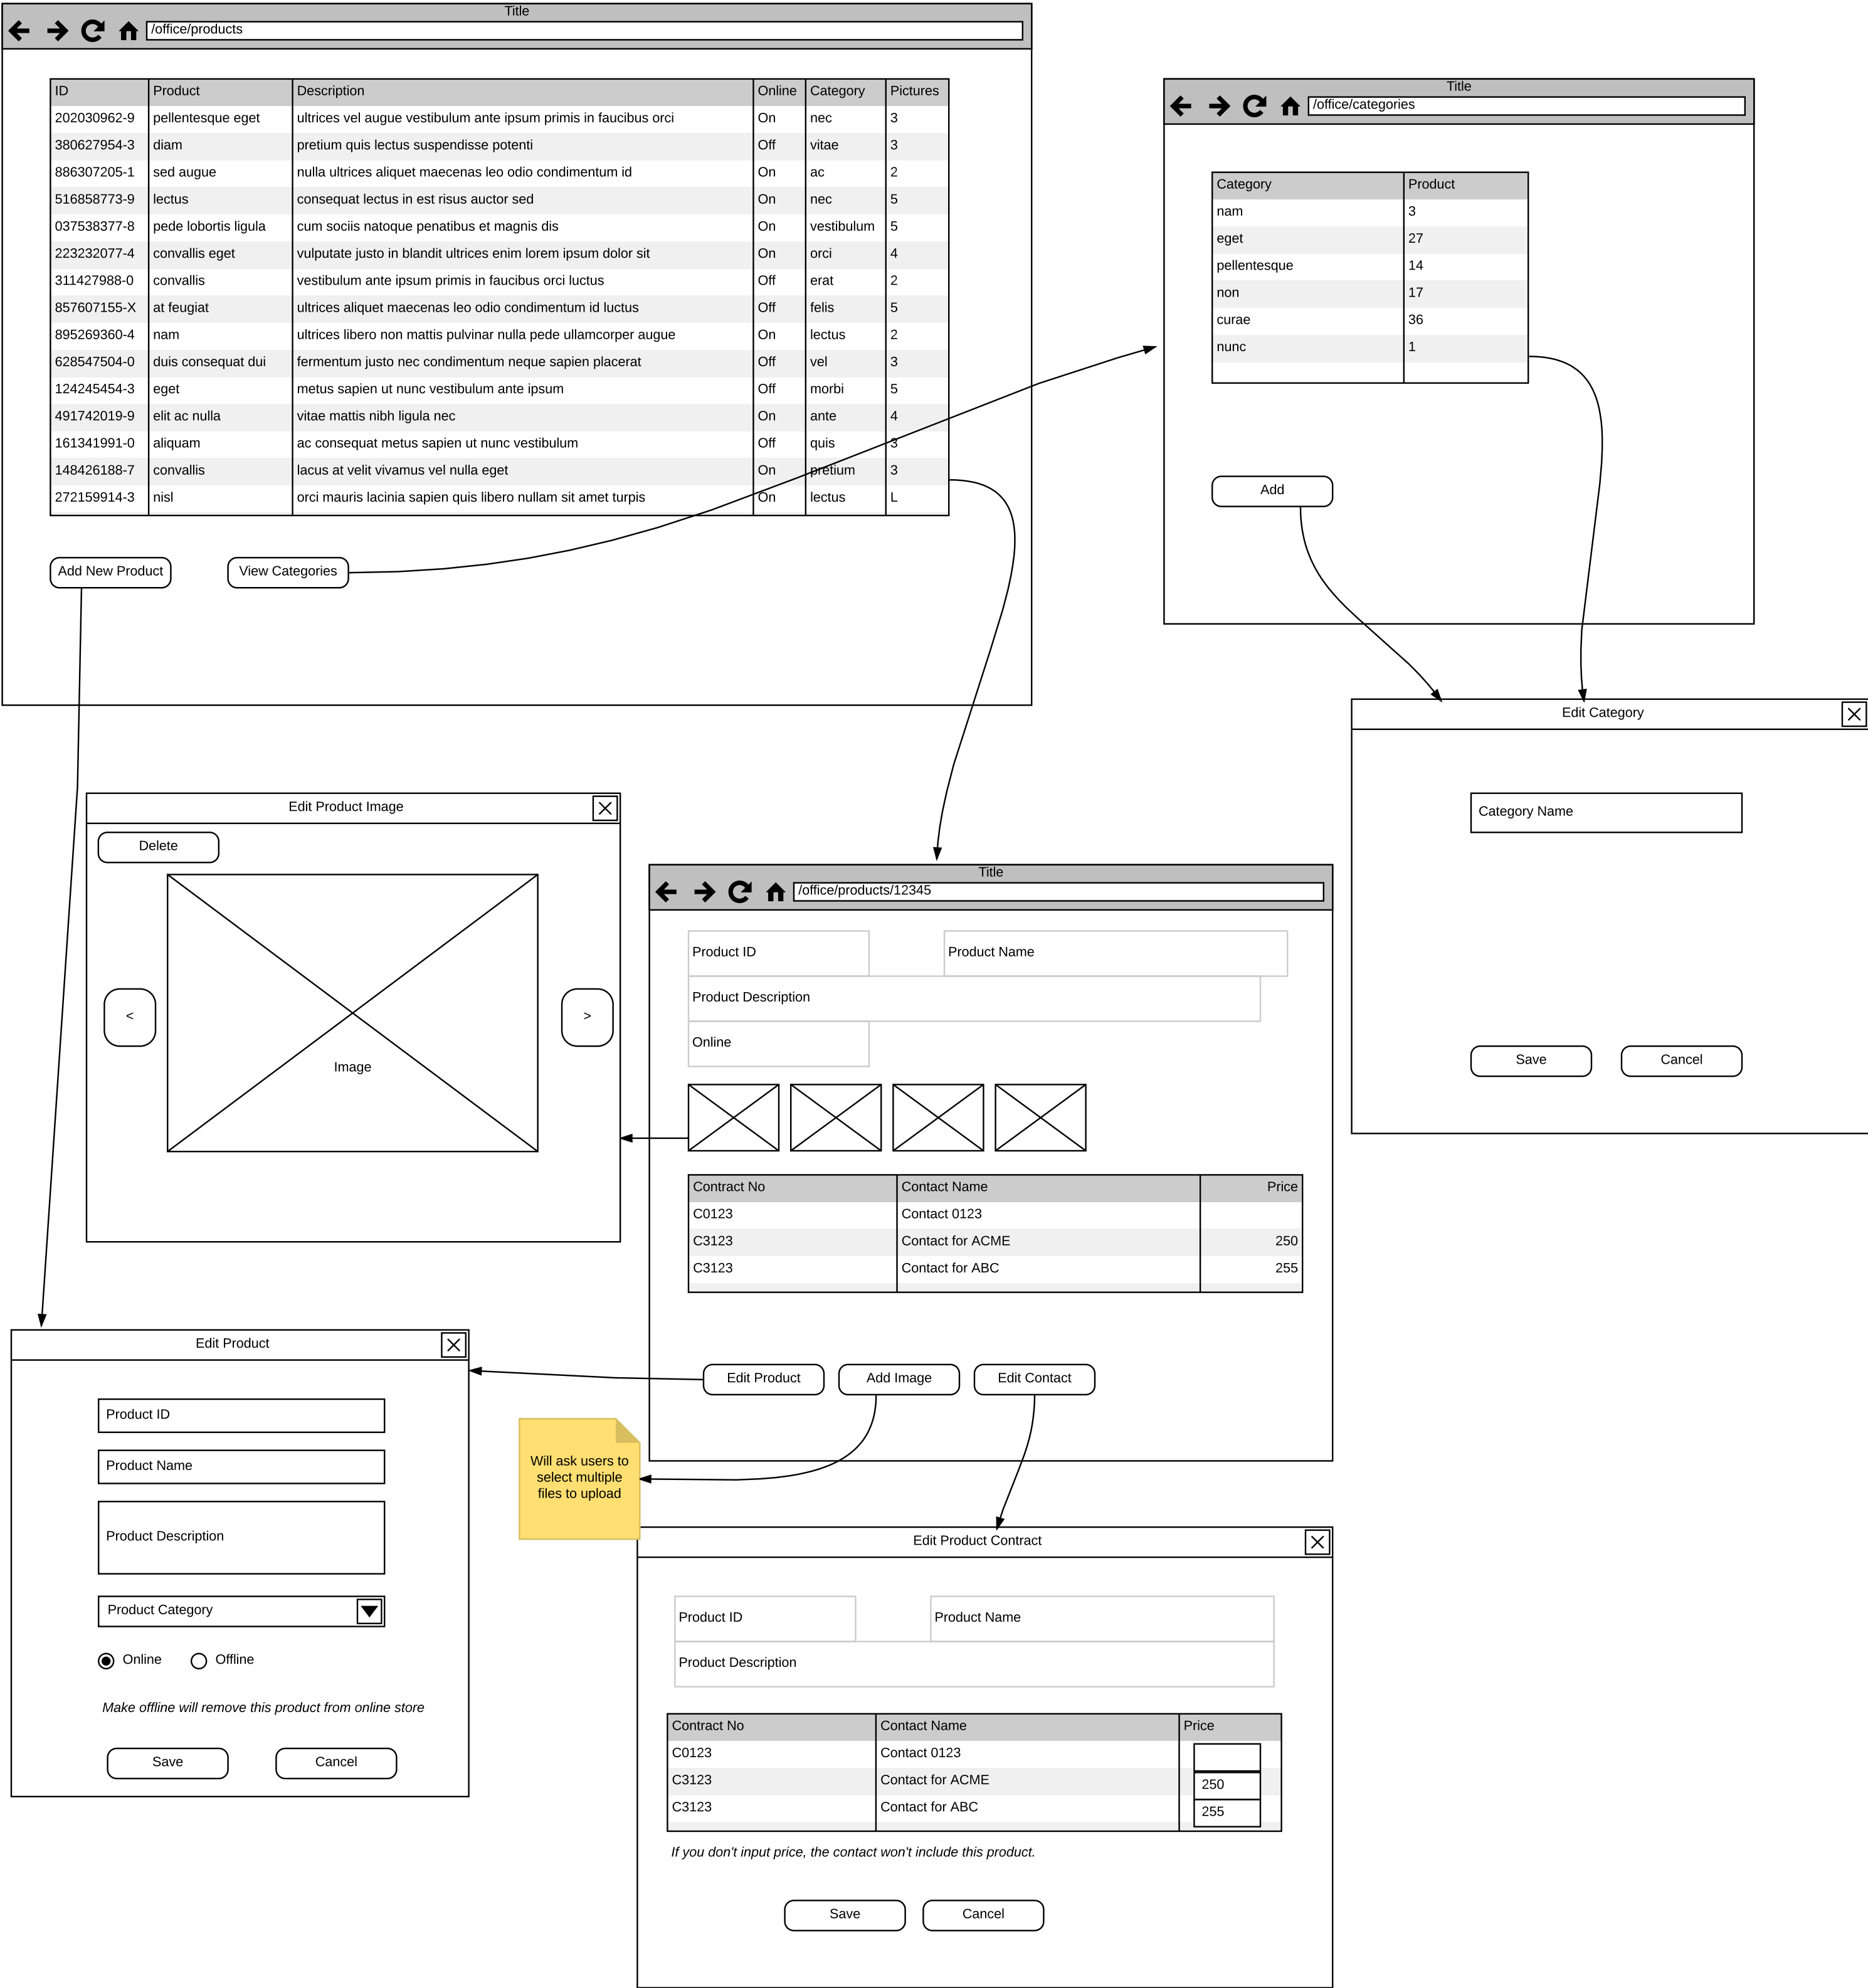 Title
/office/products
ID Product Description Online Category Pictures
202030962-9 pellentesque eget ultrices vel augue vestibulum ante ipsum primis in faucibus orci On nec 3
380627954-3 diam pretium quis lectus suspendisse potenti Off vitae 3
886307205-1 sed augue nulla ultrices aliquet maecenas leo odio condimentum id On ac 2
516858773-9 lectus consequat lectus in est risus auctor sed On nec 5
037538377-8 pede lobortis ligula cum sociis natoque penatibus et magnis dis On vestibulum 5
223232077-4 convallis eget vulputate justo in blandit ultrices enim lorem ipsum dolor sit On orci 4
311427988-0 convallis vestibulum ante ipsum primis in faucibus orci luctus Off erat 2
857607155-X at feugiat ultrices aliquet maecenas leo odio condimentum id luctus Off felis 5
895269360-4 nam ultrices libero non mattis pulvinar nulla pede ullamcorper augue On lectus 2
628547504-0 duis consequat dui fermentum justo nec condimentum neque sapien placerat Off vel 3
124245454-3 eget metus sapien ut nunc vestibulum ante ipsum Off morbi 5
491742019-9 elit ac nulla vitae mattis nibh ligula nec On ante 4
161341991-0 aliquam ac consequat metus sapien ut nunc vestibulum Off quis 3
148426188-7 convallis lacus at velit vivamus vel nulla eget On pretium 3
272159914-3 nisl orci mauris lacinia sapien quis libero nullam sit amet turpis On lectus L
Add New Product View Categories
Title
/office/categories
Category Product
nam 3
eget 27
pellentesque 14
non 17
curae 36
nunc 1
Add
Edit Category
Category Name
Save Cancel
Edit Product Image
Delete
< >
Image
Title
/office/products/12345
Product ID Product Name
Product Description
Online
Contract No Contact Name Price
C0123 Contact 0123
C3123 Contact for ACME 250
C3123 Contact for ABC 255
Edit Product Add Image Edit Contact
Will ask users to
select multiple
files to upload
Edit Product
Product ID
Product Name
Product Description
Product Category
Online Offline
Make offline will remove this product from online store
Save Cancel
Edit Product Contract
Product ID Product Name
Product Description
Contract No Contact Name Price
C0123 Contact 0123
C3123 Contact for ACME 250
C3123 Contact for ABC 255
If you don't input price, the contact won't include this product.
Save Cancel